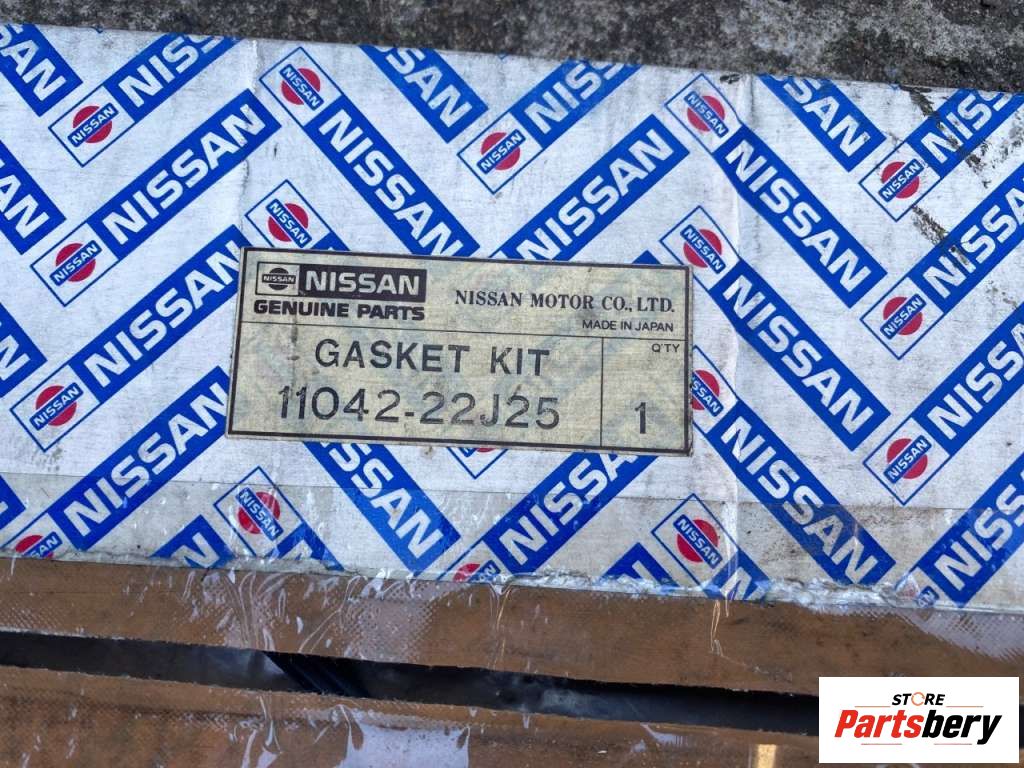 NISSAN
NISSAN
GENUINE PARTS
NISSAN MOTOR CO., LTD.
MADE IN JAPAN
GASKET KIT
Q'TY
11042-22J25
1
STORE
Partsbery